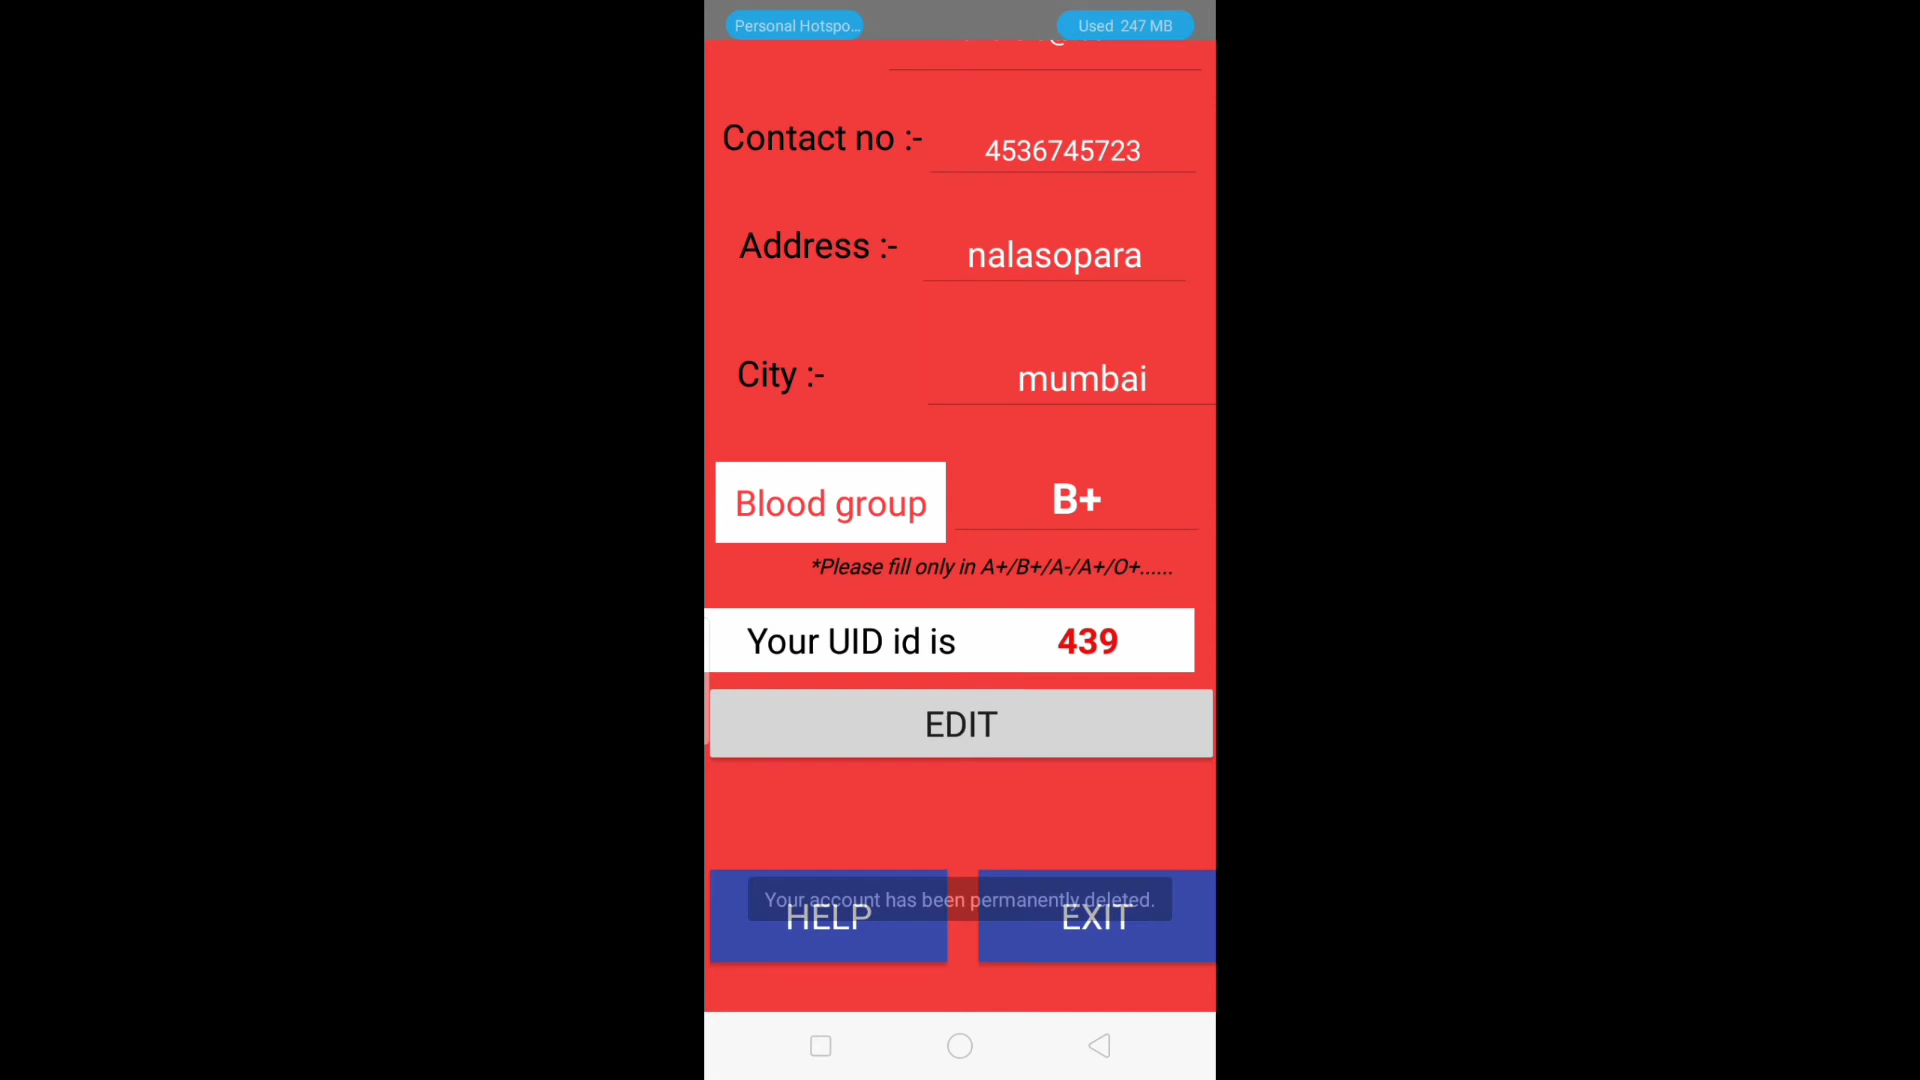 Personal Hotspo...
Used 247 MB
Contact no :-
4536745723
Address :-
nalasopara
City :-
mumbai
Blood group
B+
*Please fill only in A+/B+/A-/A+/O+......
Your UID id is
439
EDIT
Your account has been permanently deleted.
HELP
EXIT